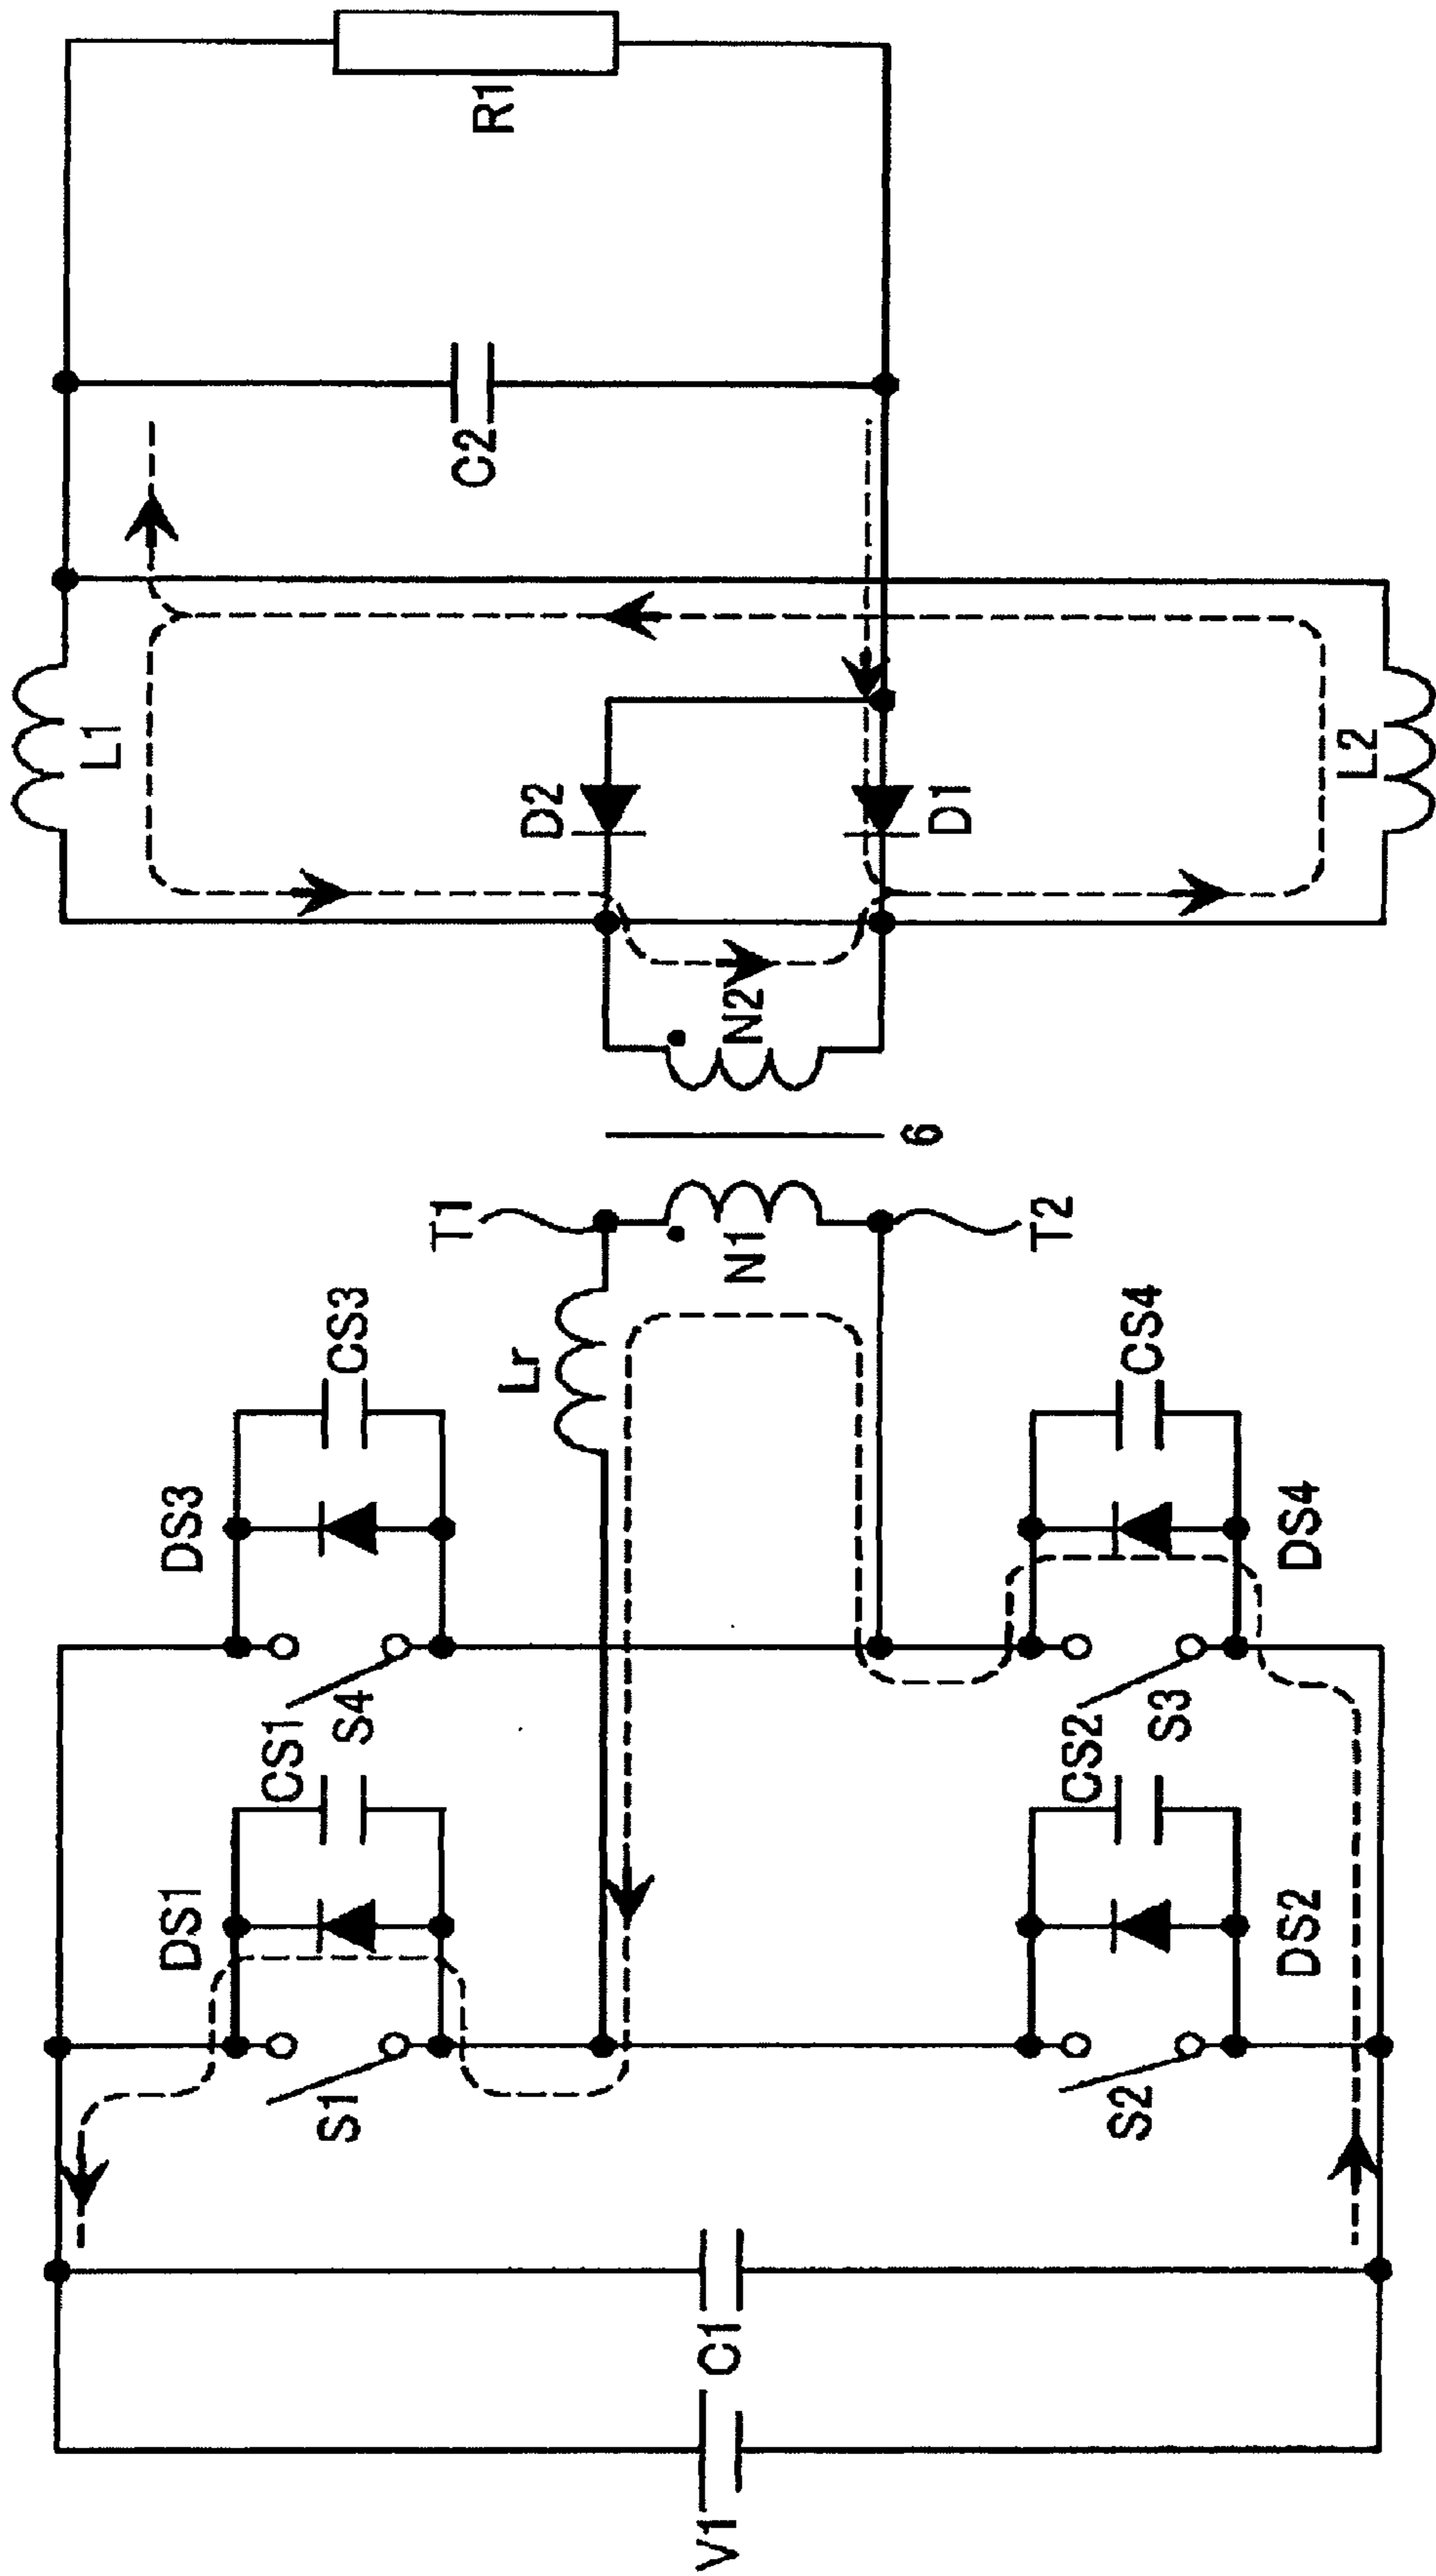 V1
C1
S1
DS1
CS1
S2
DS2
CS2
S4
DS3
CS3
S3
DS4
CS4
Lr
T1
N1
T2
6
N2
D2
D1
L1
L2
C2
R1